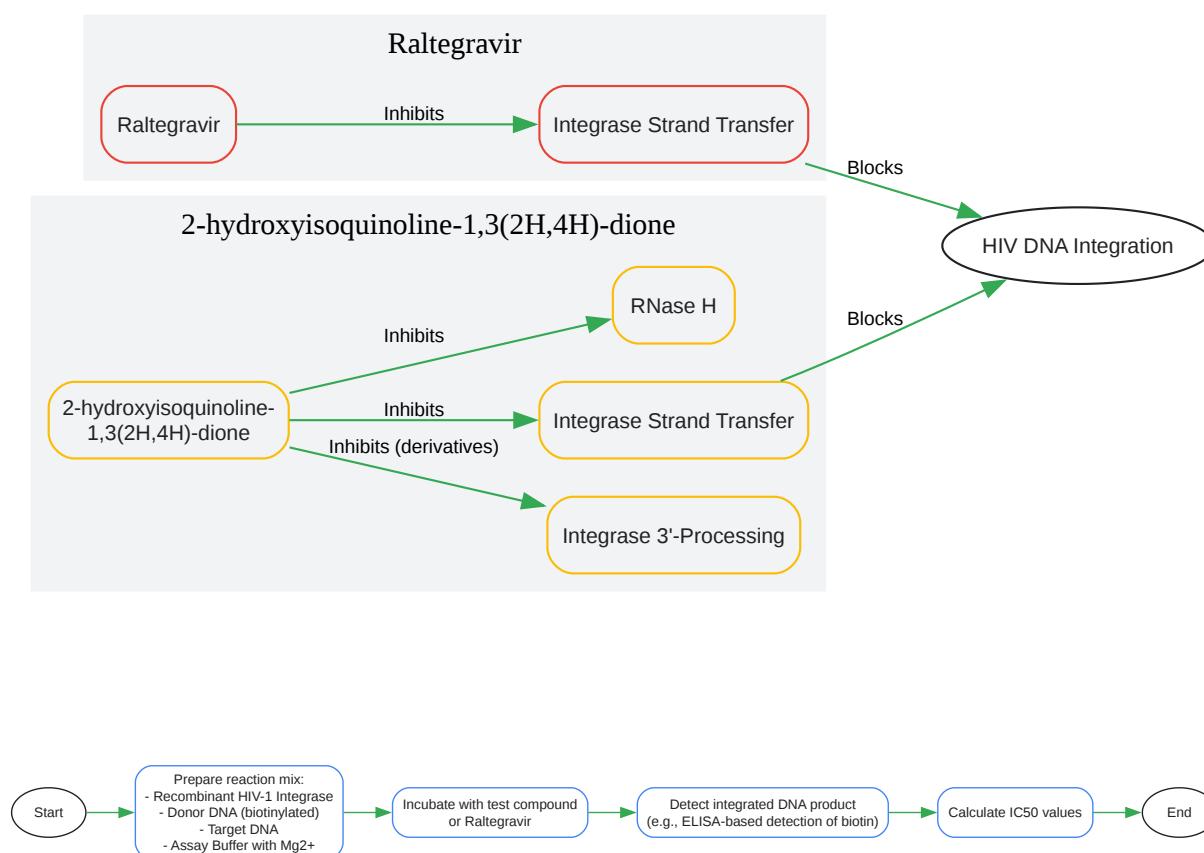 Raltegravir
Raltegravir
Inhibits
Integrase Strand Transfer
Blocks
2-hydroxyisoquinoline-1,3(2H,4H)-dione
HIV DNA Integration
RNase H
Inhibits
Blocks
2-hydroxyisoquinoline-
1,3(2H,4H)-dione
Inhibits
Integrase Strand Transfer
Inhibits (derivatives)
Integrase 3'-Processing
Start
Prepare reaction mix:
- Recombinant HIV-1 Integrase
- Donor DNA (biotinylated)
- Target DNA
- Assay Buffer with Mg2+
Incubate with test compound
or Raltegravir
Detect integrated DNA product
(e.g., ELISA-based detection of biotin)
Calculate IC50 values
End